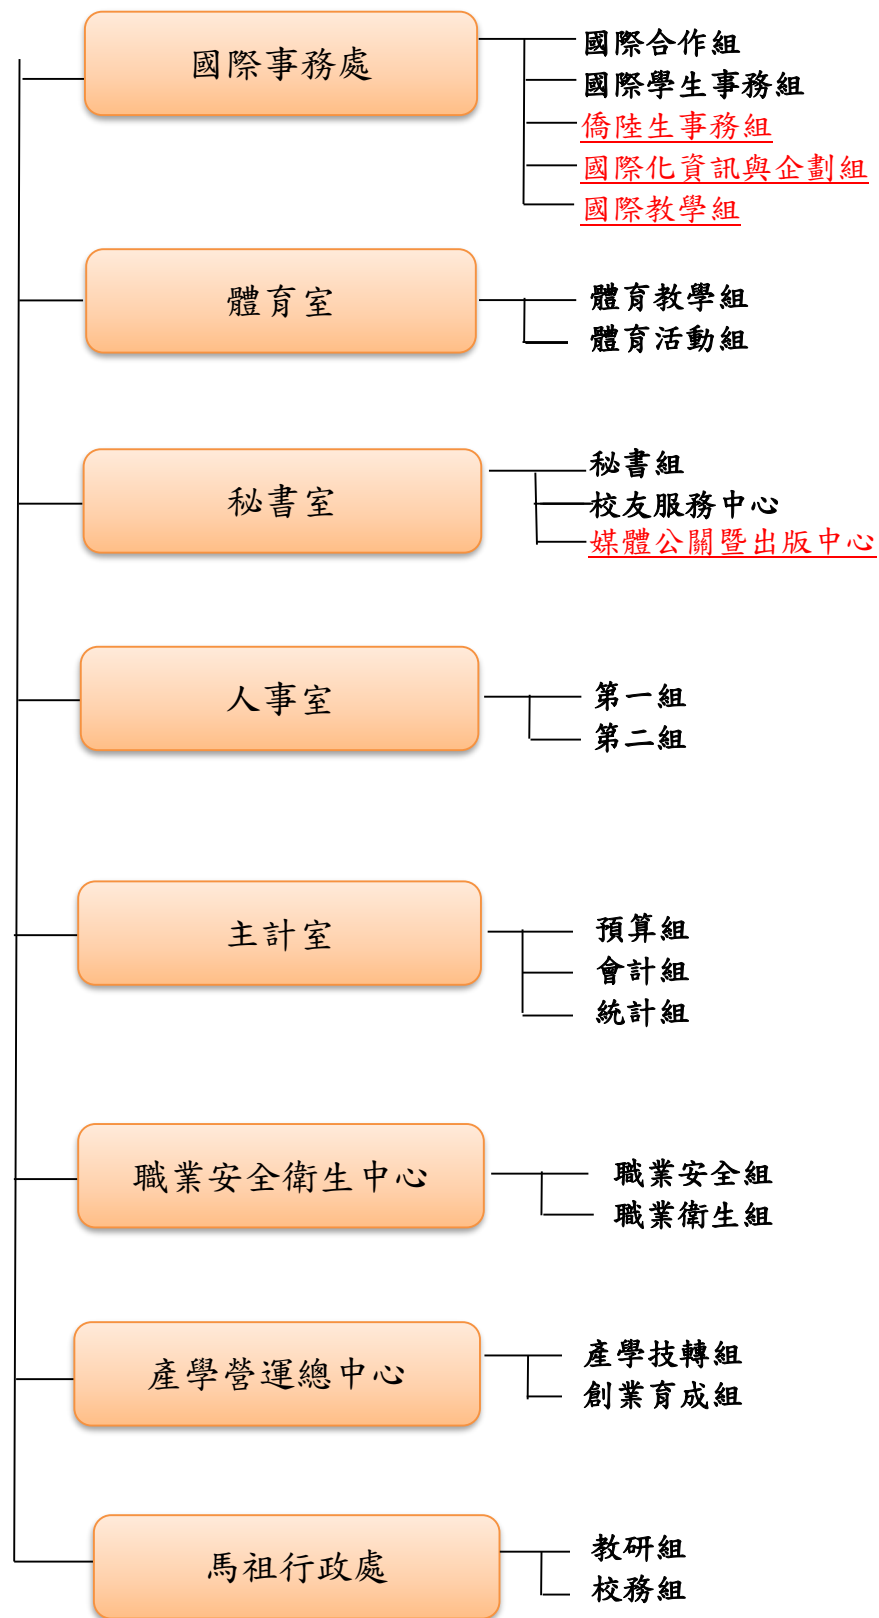 國際事務處
國際合作組
國際學生事務組
僑陸生事務組
國際化資訊與企劃組
國際教學組
體育室
體育教學組
體育活動組
秘書室
秘書組
校友服務中心
媒體公關暨出版中心
人事室
第一組
第二組
主計室
預算組
會計組
統計組
職業安全衛生中心
職業安全組
職業衛生組
產學營運總中心
產學技轉組
創業育成組
馬祖行政處
教研組
校務組